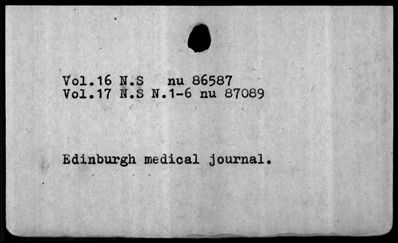 Vol.16 N.S nu 86587
Vol.17 N.S N.1-6 nu 87089
Edinburgh medical journal.